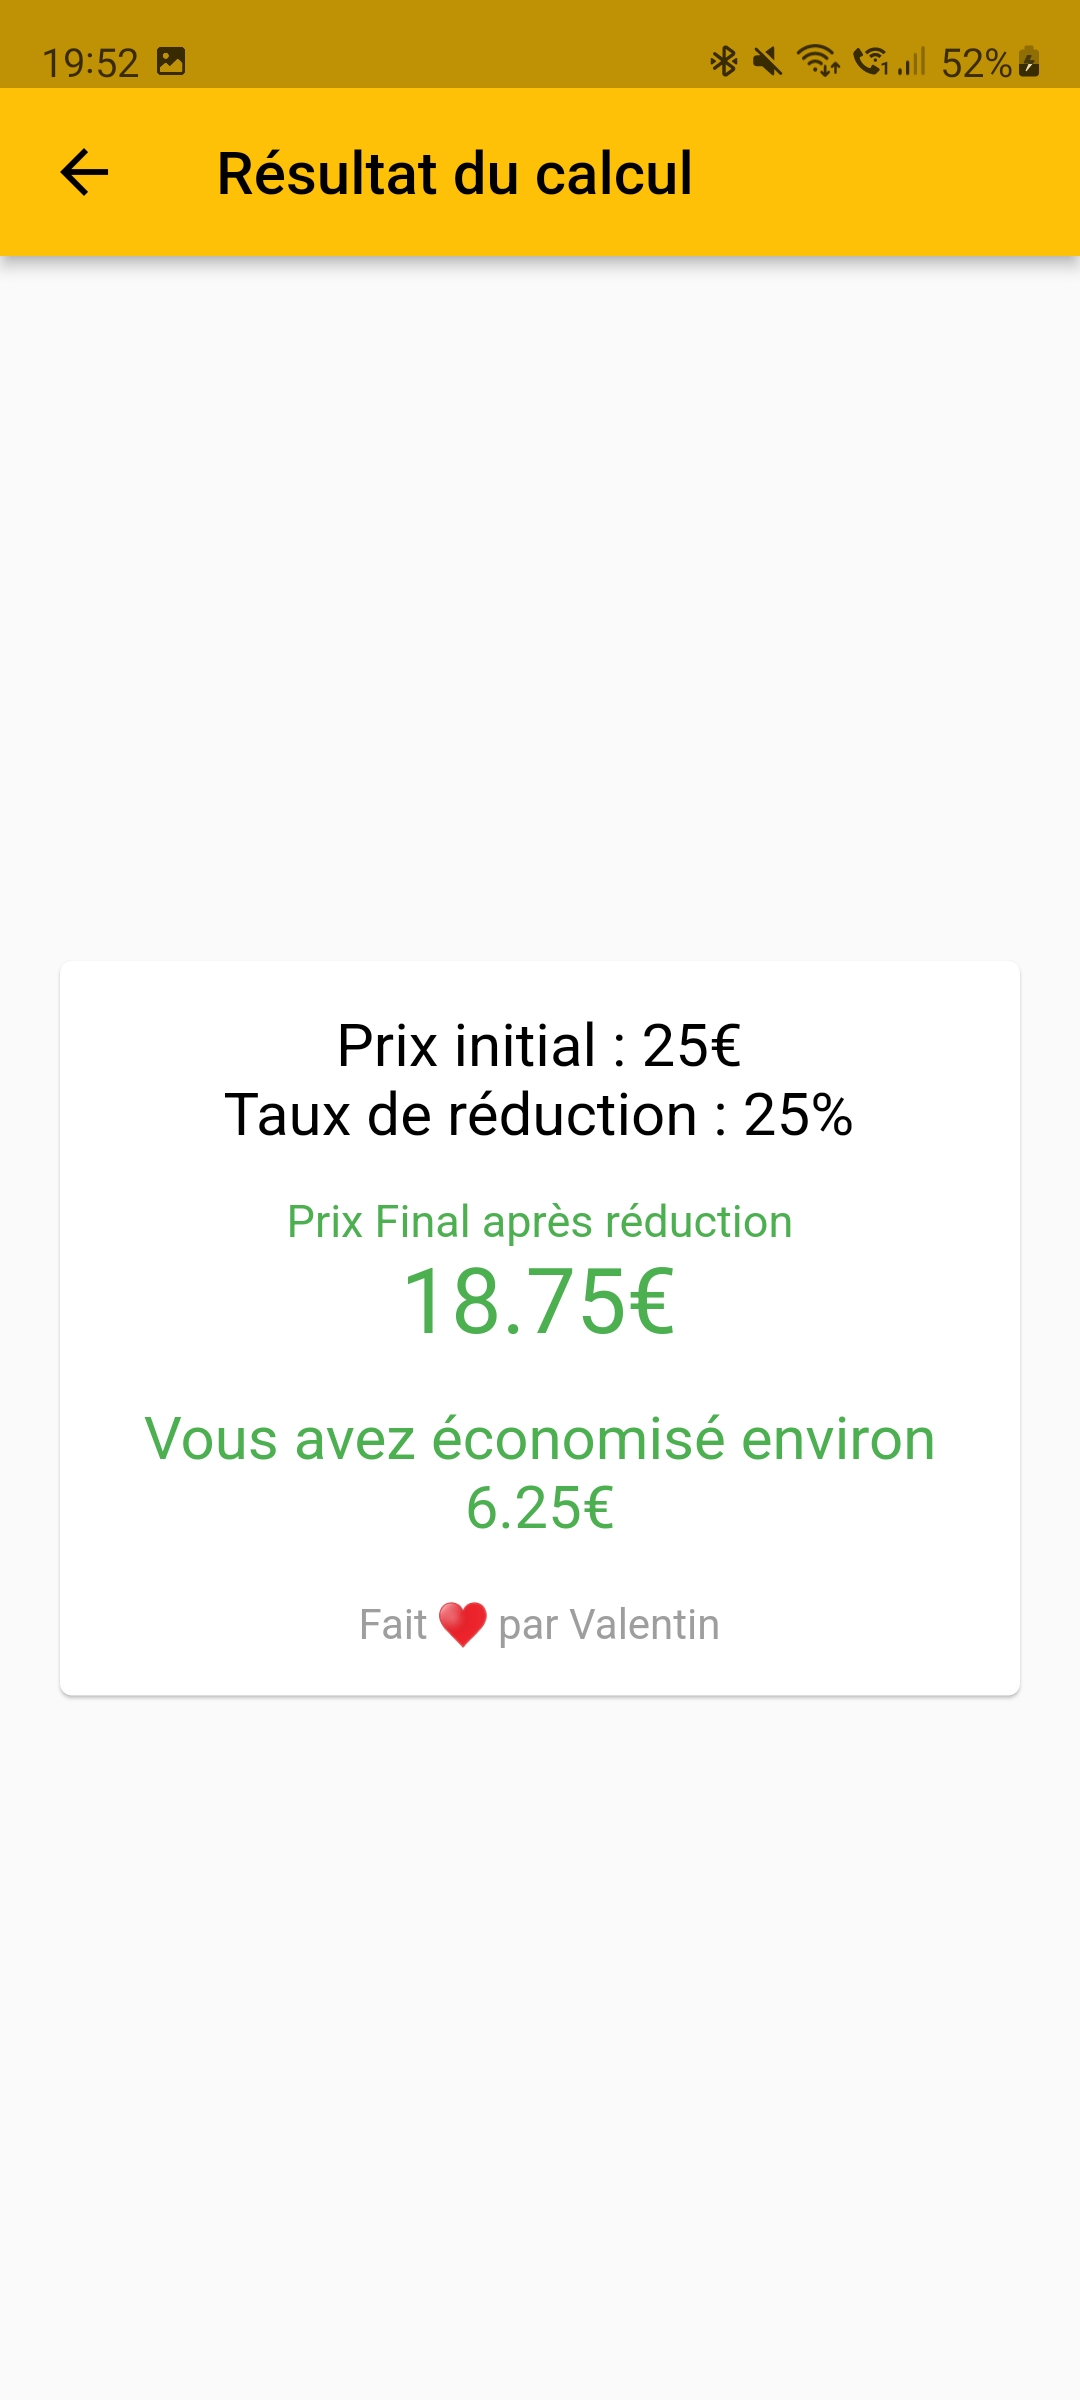 19:52 52%
Résultat du calcul
Prix initial : 25€
Taux de réduction : 25%
Prix Final après réduction
18.75€
Vous avez économisé environ
6.25€
Fait ❤️ par Valentin